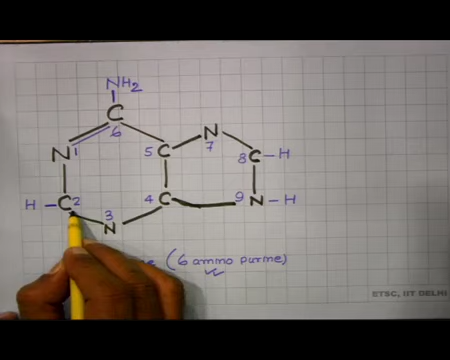 NH2
C
6
N 1 5 N 7 8 C - H
H - C 2 4 C 9 N - H
3 N
(6 amino purine)
ETSC, IIT DELHI